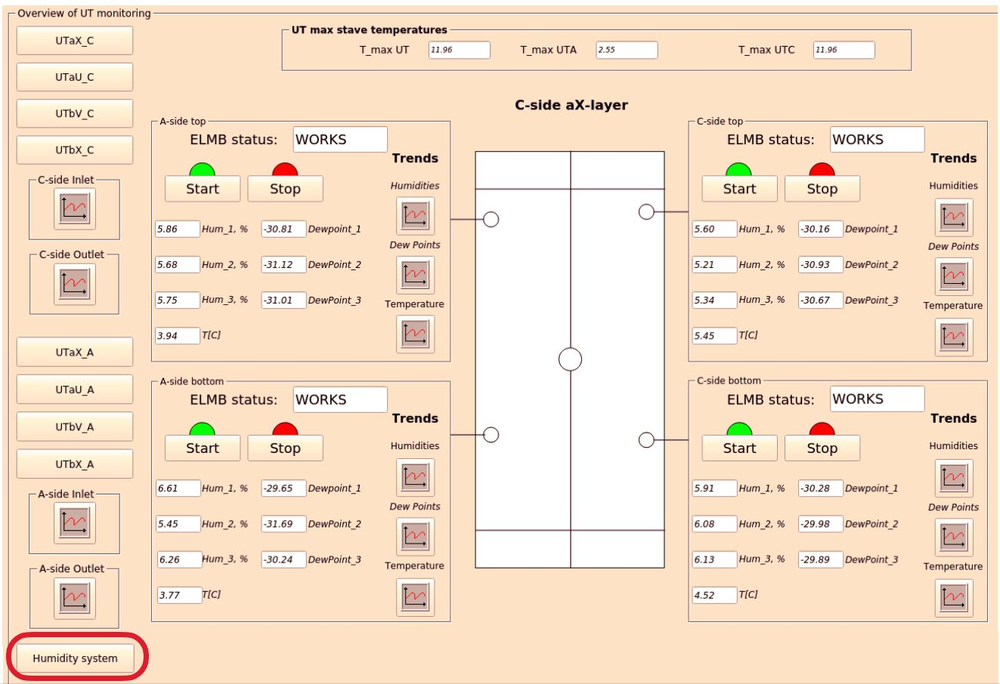 Overview of UT monitoring
UTaX_C
UTaU_C
UTbV_C
UTbX_C
C-side Inlet
C-side Outlet
UTaX_A
UTaU_A
UTbV_A
UTbX_A
A-side Inlet
A-side Outlet
Humidity system
UT max stave temperatures
T_max UT 11.96 T_max UTA 2.55 T_max UTC 11.96
C-side aX-layer
A-side top
ELMB status: WORKS
Trends
Start Stop
Humidities
5.86 Hum_1, % -30.81 Dewpoint_1
Dew Points
5.68 Hum_2, % -31.12 DewPoint_2
5.75 Hum_3, % -31.01 DewPoint_3
Temperature
3.94 T[C]
C-side top
ELMB status: WORKS
Trends
Start Stop
Humidities
5.60 Hum_1, % -30.16 Dewpoint_1
Dew Points
5.21 Hum_2, % -30.93 DewPoint_2
5.34 Hum_3, % -30.67 DewPoint_3
Temperature
5.45 T[C]
A-side bottom
ELMB status: WORKS
Trends
Start Stop
Humidities
6.61 Hum_1, % -29.65 Dewpoint_1
Dew Points
5.45 Hum_2, % -31.69 DewPoint_2
6.26 Hum_3, % -30.24 DewPoint_3
Temperature
3.77 T[C]
C-side bottom
ELMB status: WORKS
Trends
Start Stop
Humidities
5.91 Hum_1, % -30.28 Dewpoint_1
Dew Points
6.08 Hum_2, % -29.98 DewPoint_2
6.13 Hum_3, % -29.89 DewPoint_3
Temperature
4.52 T[C]